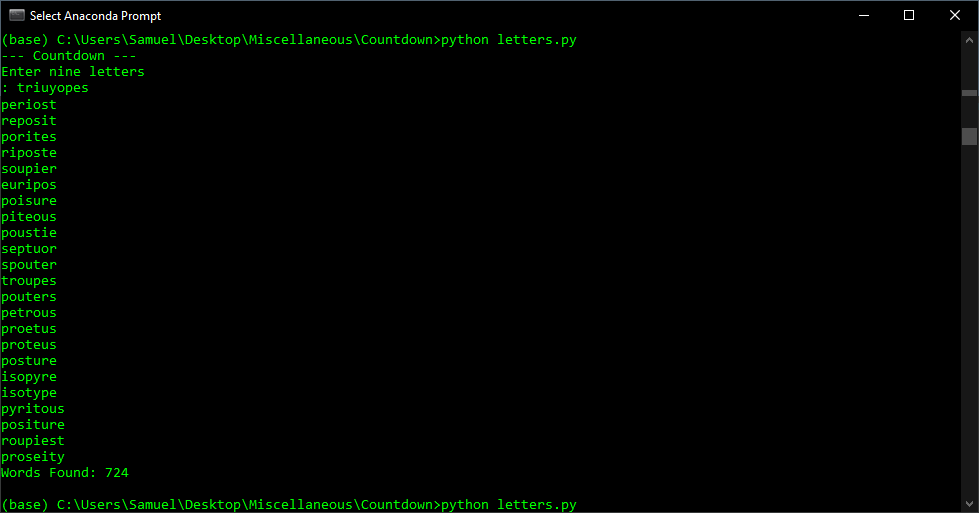 Select Anaconda Prompt
(base) C:\Users\Samuel\Desktop\Miscellaneous\Countdown>python letters.py
--- Countdown ---
Enter nine letters
: triuyopes
periost
reposit
porites
riposte
soupier
euripos
poisure
piteous
poustie
septuor
spouter
troupes
pouters
petrous
proetus
proteus
posture
isopyre
isotype
pyritous
positure
roupiest
proseity
Words Found: 724
(base) C:\Users\Samuel\Desktop\Miscellaneous\Countdown>python letters.py